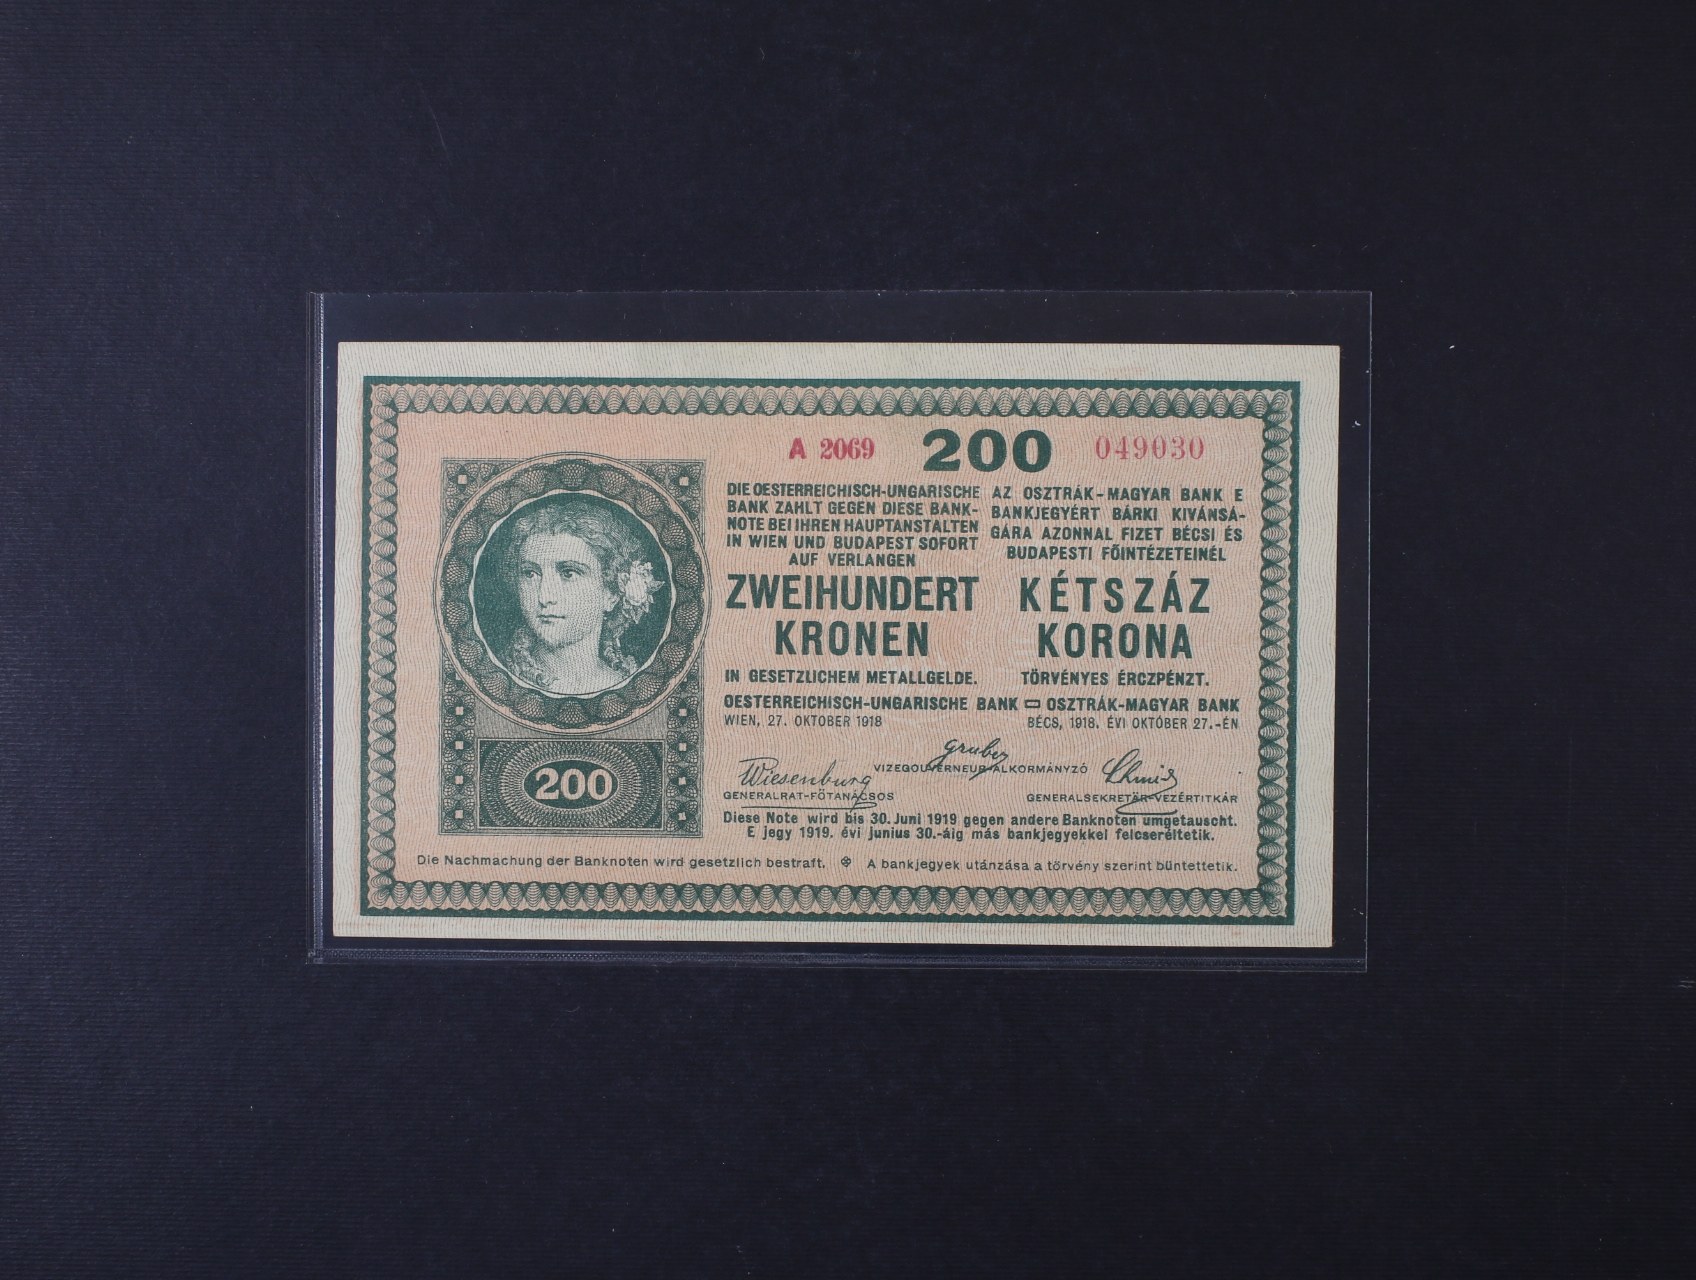 A 2069 200 049030
DIE OESTERREICHISCH-UNGARISCHE
BANK ZAHLT GEGEN DIESE BANK-
NOTE BEI IHREN HAUPTANSTALTEN
IN WIEN UND BUDAPEST SOFORT
AUF VERLANGEN
ZWEIHUNDERT
KRONEN
IN GESETZLICHEM METALLGELDE.
AZ OSZTRÁK-MAGYAR BANK E
BANKJEGYÉRT BÁRKI KIVÁNSÁ-
GÁRA AZONNAL FIZET BÉCSI ÉS
BUDAPESTI FŐINTÉZETEINÉL
KÉTSZÁZ
KORONA
TÖRVÉNYES ÉRCZPÉNZT.
OESTERREICHISCH-UNGARISCHE BANK OSZTRÁK-MAGYAR BANK
WIEN, 27. OKTOBER 1918 BÉCS, 1918. ÉVI OKTÓBER 27.-ÉN
Gruber
VIZEGOUVERNEUR-ALKORMÁNYZÓ
Wiesenburg Schmid
GENERALRAT-FŐTANÁCSOS GENERALSEKRETÄR-VEZÉRTITKÁR
200
Diese Note wird bis 30. Juni 1919 gegen andere Banknoten umgetauscht.
E jegy 1919. évi junius 30.-áig más bankjegyekkel felcseréltetik.
Die Nachmachung der Banknoten wird gesetzlich bestraft. A bankjegyek utánzása a törvény szerint büntettetik.